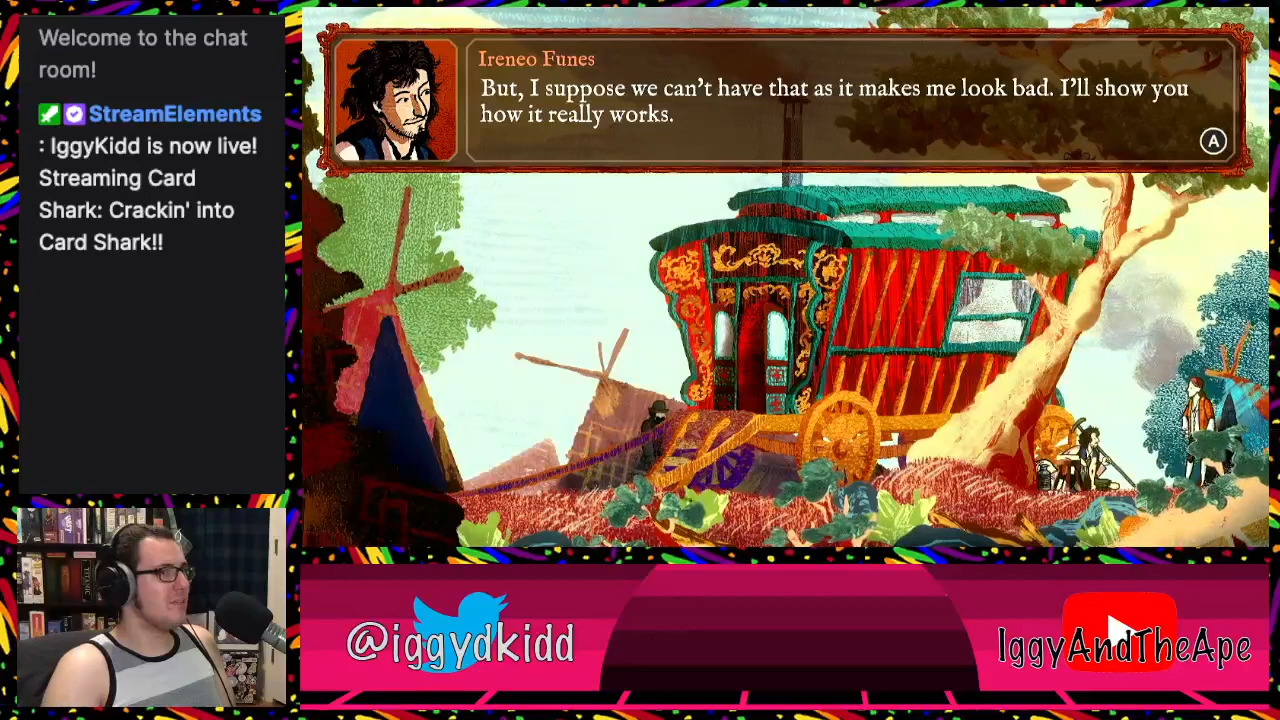 Welcome to the chat
room!
StreamElements
: IggyKidd is now live!
Streaming Card
Shark: Crackin' into
Card Shark!!
Ireneo Funes
But, I suppose we can't have that as it makes me look bad. I'll show you
how it really works.
A
@iggydkidd
IggyAndTheApe